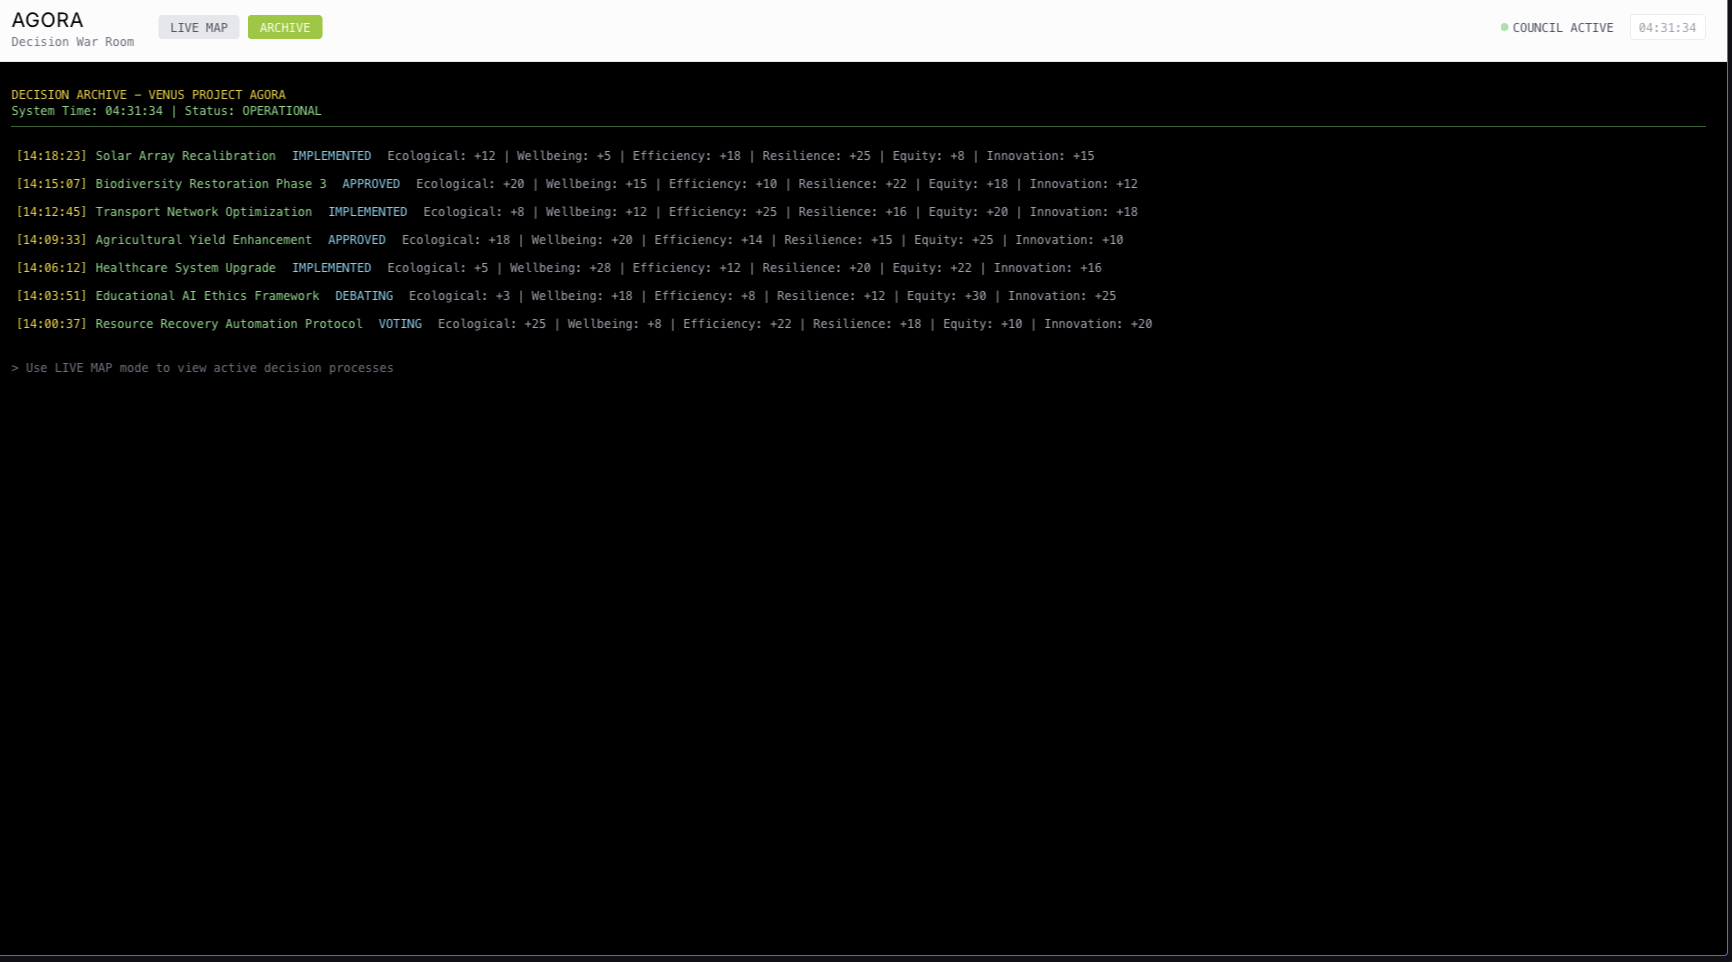 AGORA
Decision War Room
LIVE MAP
ARCHIVE
COUNCIL ACTIVE
04:31:34
DECISION ARCHIVE – VENUS PROJECT AGORA
System Time: 04:31:34 | Status: OPERATIONAL
[14:18:23] Solar Array Recalibration IMPLEMENTED Ecological: +12 | Wellbeing: +5 | Efficiency: +18 | Resilience: +25 | Equity: +8 | Innovation: +15
[14:15:07] Biodiversity Restoration Phase 3 APPROVED Ecological: +20 | Wellbeing: +15 | Efficiency: +10 | Resilience: +22 | Equity: +18 | Innovation: +12
[14:12:45] Transport Network Optimization IMPLEMENTED Ecological: +8 | Wellbeing: +12 | Efficiency: +25 | Resilience: +16 | Equity: +20 | Innovation: +18
[14:09:33] Agricultural Yield Enhancement APPROVED Ecological: +18 | Wellbeing: +20 | Efficiency: +14 | Resilience: +15 | Equity: +25 | Innovation: +10
[14:06:12] Healthcare System Upgrade IMPLEMENTED Ecological: +5 | Wellbeing: +28 | Efficiency: +12 | Resilience: +20 | Equity: +22 | Innovation: +16
[14:03:51] Educational AI Ethics Framework DEBATING Ecological: +3 | Wellbeing: +18 | Efficiency: +8 | Resilience: +12 | Equity: +30 | Innovation: +25
[14:00:37] Resource Recovery Automation Protocol VOTING Ecological: +25 | Wellbeing: +8 | Efficiency: +22 | Resilience: +18 | Equity: +10 | Innovation: +20
> Use LIVE MAP mode to view active decision processes